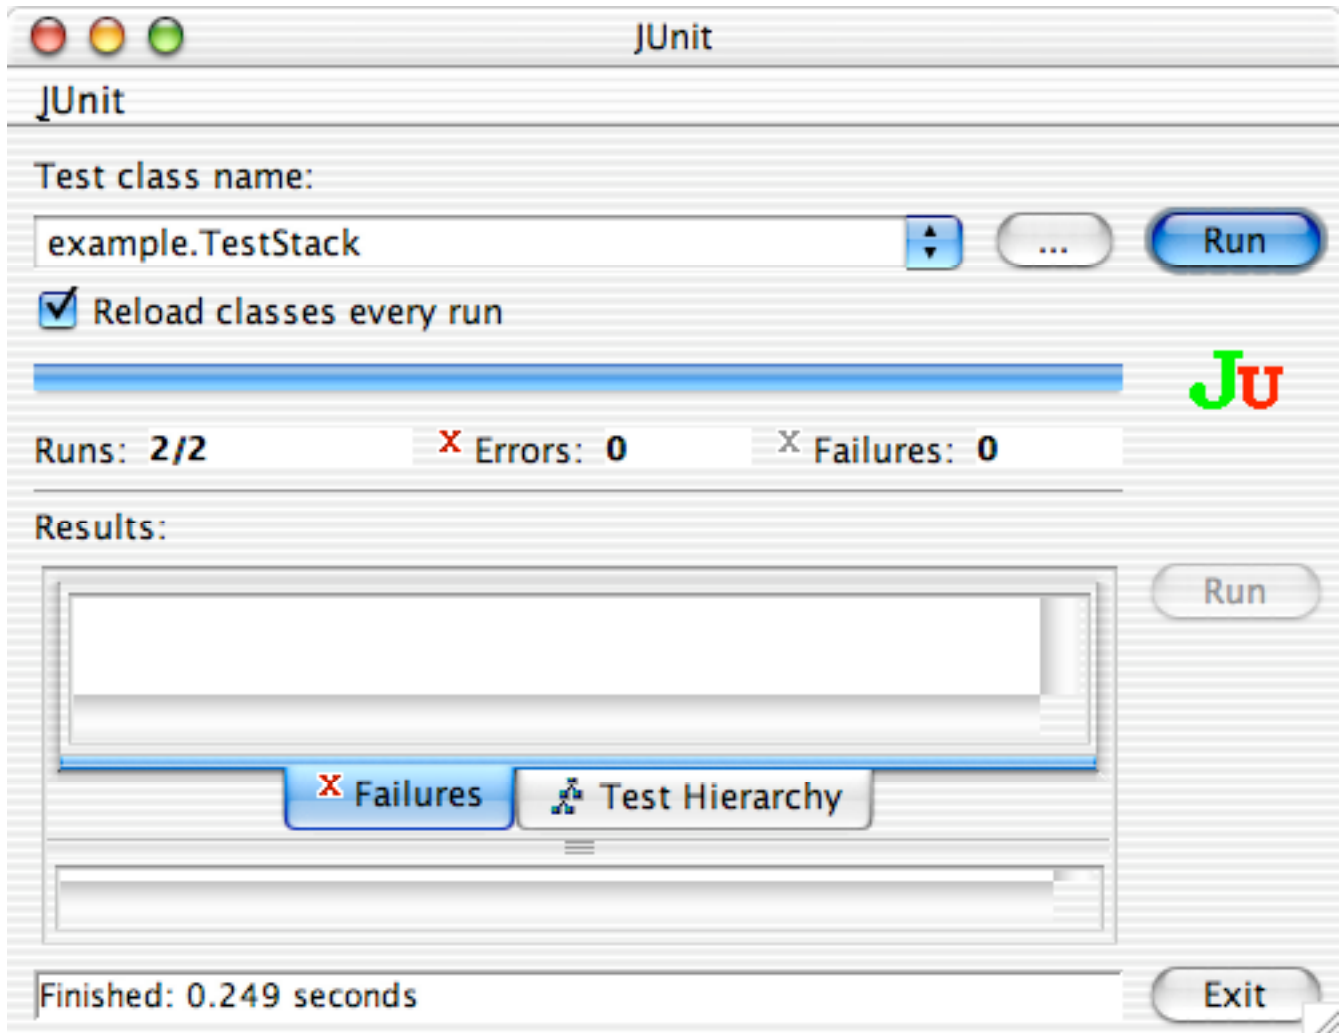 JUnit
JUnit
Test class name:
example.TestStack ... Run
Reload classes every run
JU
Runs: 2/2 X Errors: 0 X Failures: 0
Results:
Run
X Failures Test Hierarchy
Finished: 0.249 seconds Exit